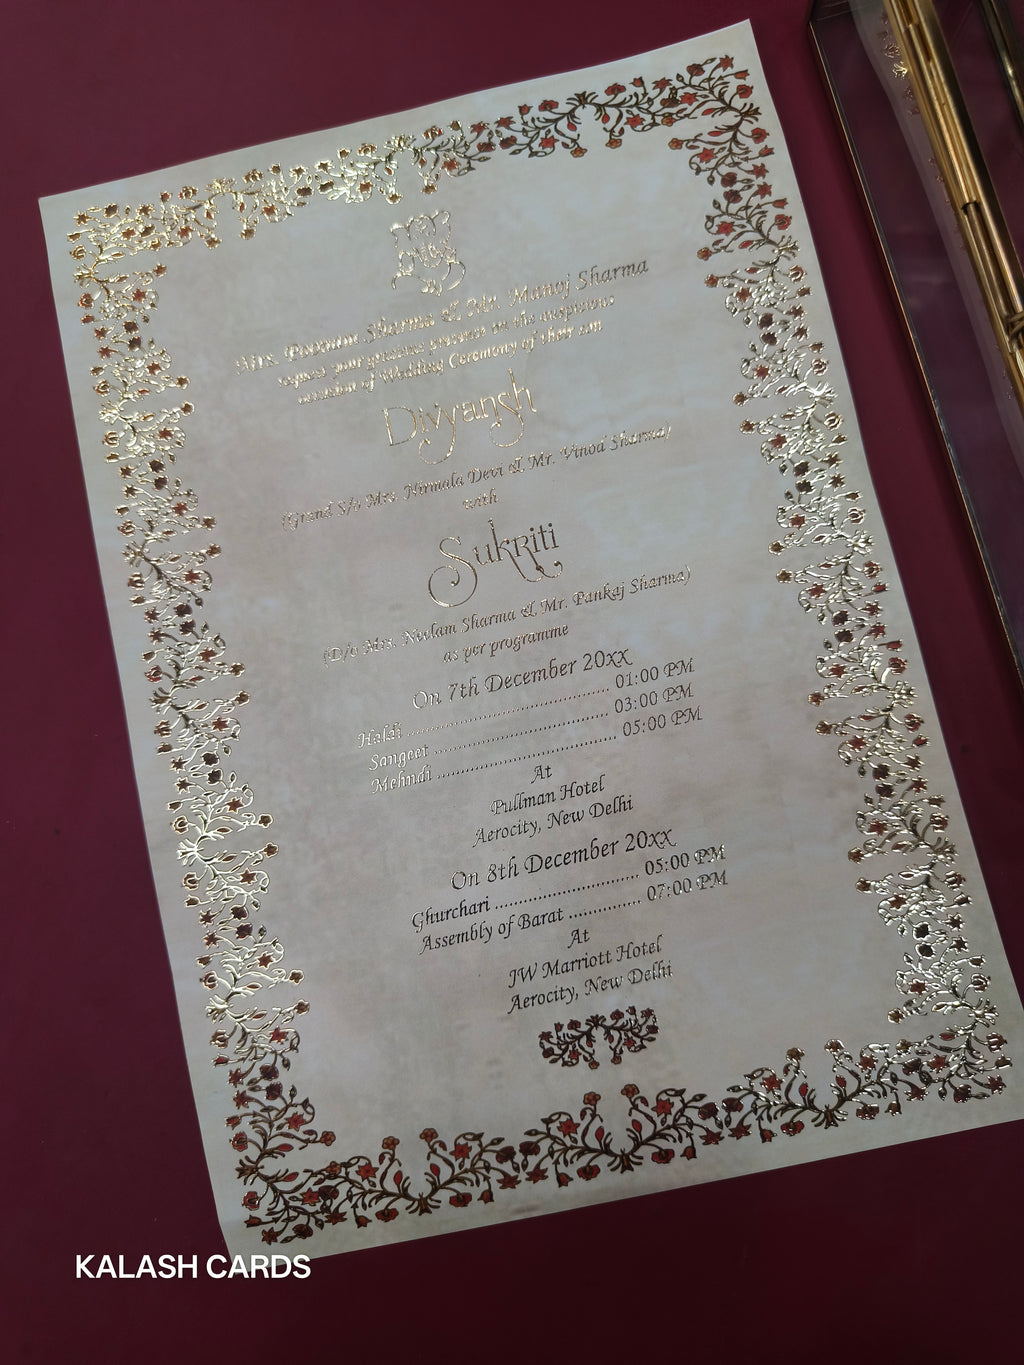 Mrs. Poonam Sharma & Mr. Manoj Sharma
request your gracious presence on the auspicious
occasion of Wedding Ceremony of their son
Divyansh
(Grand S/o Mrs. Nirmala Devi & Mr. Vinod Sharma)
with
Sukriti
(D/o Mrs. Neelam Sharma & Mr. Pankaj Sharma)
as per programme
On 7th December 20xx
Haldi ........................................... 01:00 PM
Sangeet ..................................... 03:00 PM
Mehndi ...................................... 05:00 PM
At
Pullman Hotel
Aerocity, New Delhi
On 8th December 20xx
Ghurchari .............................. 05:00 PM
Assembly of Barat ............... 07:00 PM
At
JW Marriott Hotel
Aerocity, New Delhi
KALASH CARDS